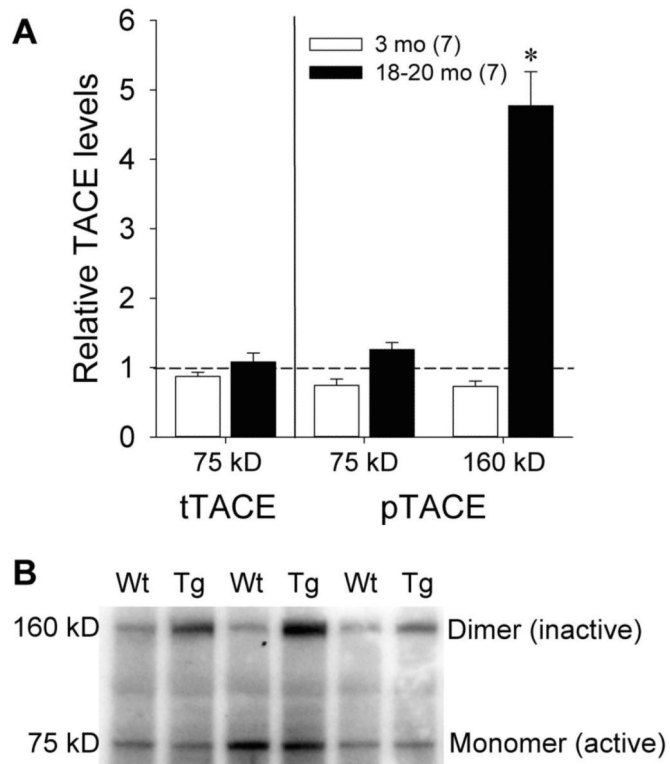 A
Relative TACE levels
6
5
4
3
2
1
0
3 mo (7)
18-20 mo (7)
*
75 kD 75 kD 160 kD
tTACE pTACE
B
Wt Tg Wt Tg Wt Tg
160 kD Dimer (inactive)
75 kD Monomer (active)